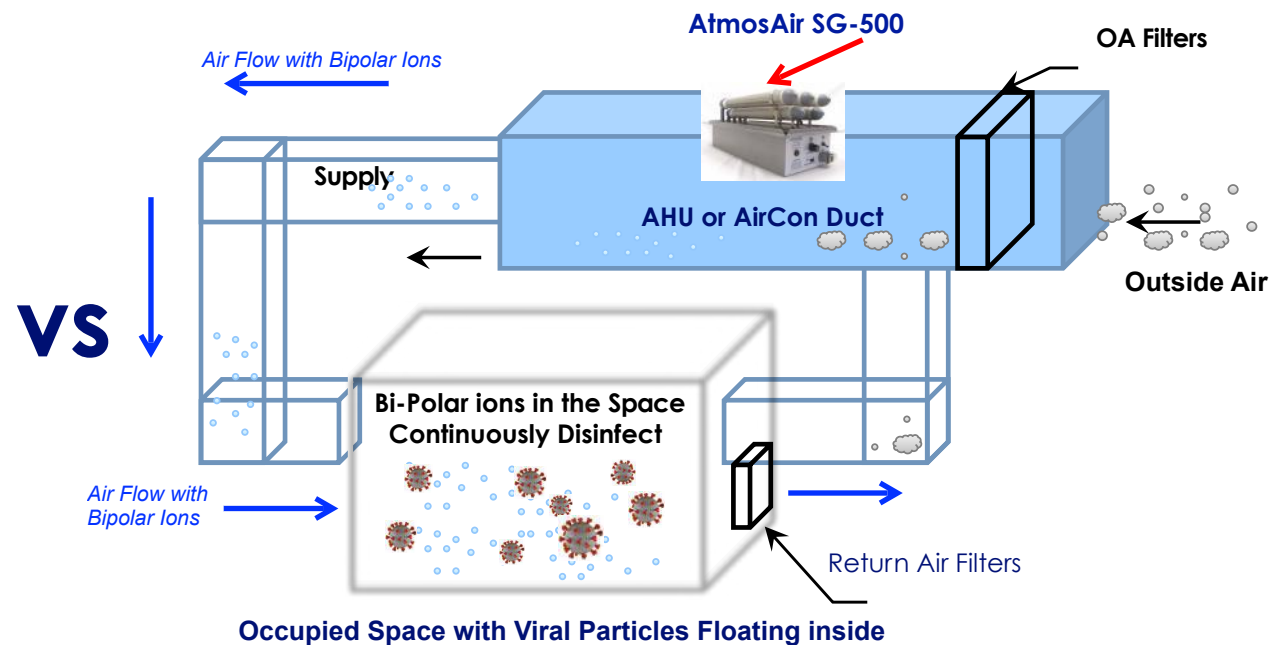 AtmosAir SG-500
OA Filters
Air Flow with Bipolar Ions
Supply
AHU or AirCon Duct
Outside Air
VS
Bi-Polar ions in the Space
Continuously Disinfect
Air Flow with
Bipolar Ions
Return Air Filters
Occupied Space with Viral Particles Floating inside